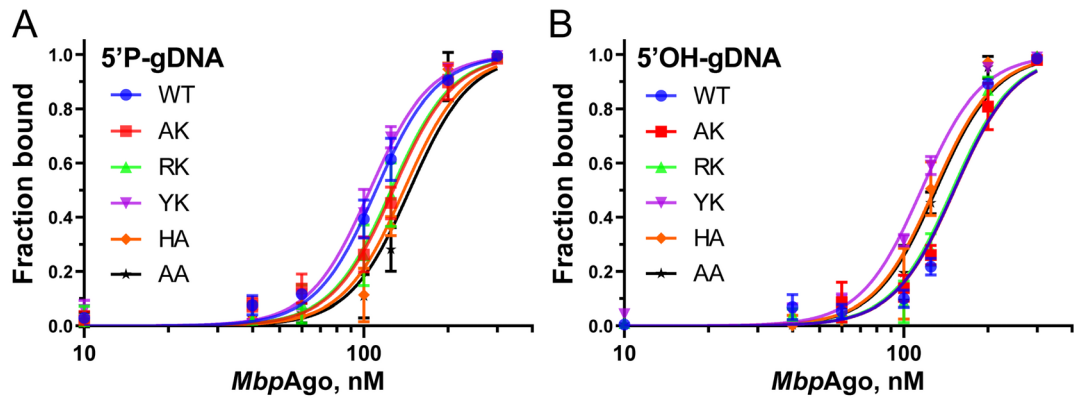 A
5’P-gDNA
WT
AK
RK
YK
HA
AA
Fraction bound
1.0
0.8
0.6
0.4
0.2
0.0
10
100
MbpAgo, nM
B
5’OH-gDNA
WT
AK
RK
YK
HA
AA
Fraction bound
1.0
0.8
0.6
0.4
0.2
0.0
10
100
MbpAgo, nM